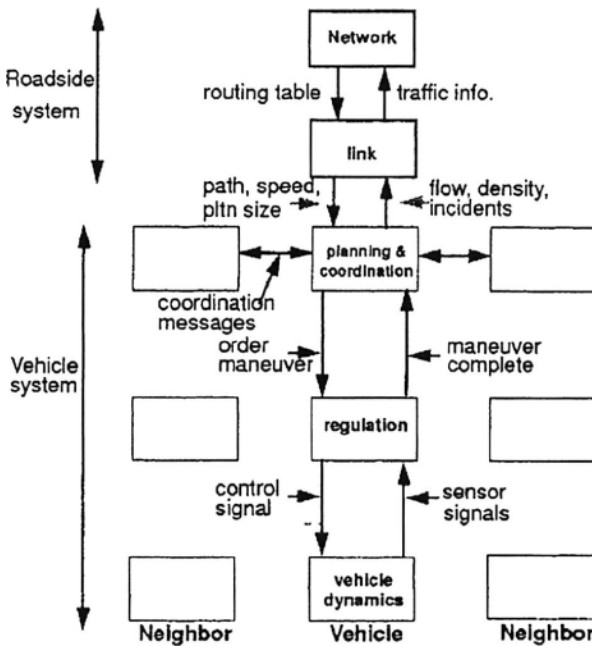 Network
Roadside
system
routing table
traffic info.
link
path, speed,
pltn size
flow, density,
incidents
planning &
coordination
coordination
messages
order
maneuver
maneuver
complete
Vehicle
system
regulation
control
signal
sensor
signals
vehicle
dynamics
Neighbor
Vehicle
Neighbor